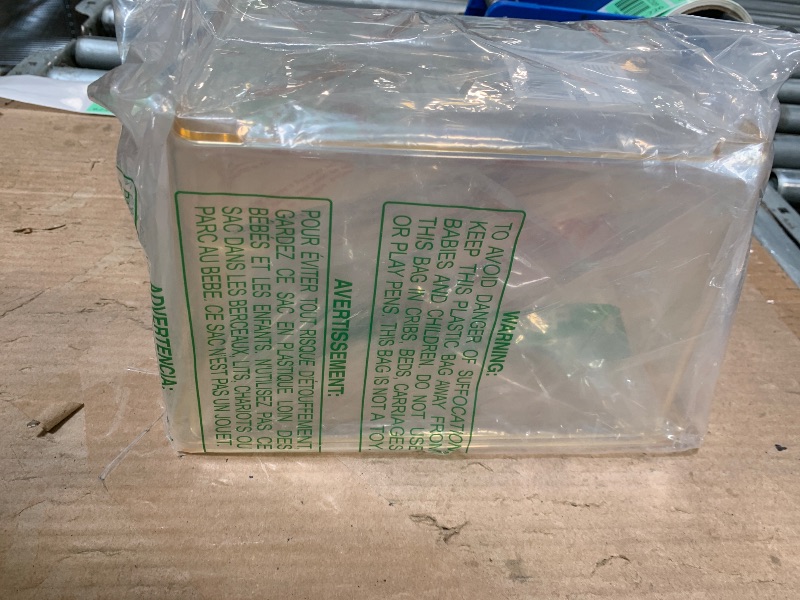 WARNING:
TO AVOID DANGER OF SUFFOCATION,
KEEP THIS PLASTIC BAG AWAY FROM
BABIES AND CHILDREN. DO NOT USE
THIS BAG IN CRIBS, BEDS, CARRIAGES
OR PLAY PENS. THIS BAG IS NOT A TOY.
AVERTISSEMENT:
POUR ÉVITER TOUT RISQUE D'ÉTOUFFEMENT,
GARDEZ CE SAC EN PLASTIQUE LOIN DES
BÉBÉS ET LES ENFANTS. N'UTILISEZ PAS CE
SAC DANS LES BERCEAUX, LITS, CHARIOTS OU
PARC AU BEBE. CE SAC N'EST PAS IN JOUET.
ADVERTENCIA: